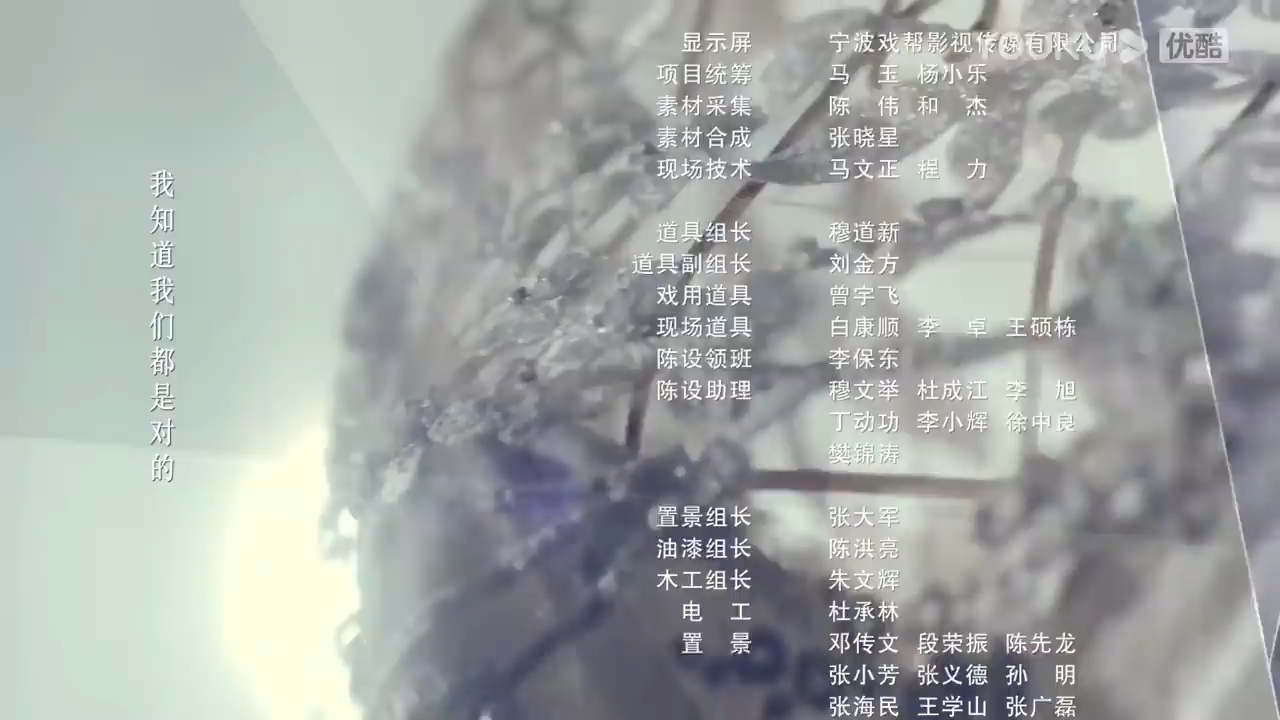 我知道我们都是对的
YOUKU 优酷
显示屏 宁波戏帮影视传媒有限公司
项目统筹 马 玉 杨小乐
素材采集 陈 伟 和 杰
素材合成 张晓星
现场技术 马文正 程 力
道具组长 穆道新
道具副组长 刘金方
戏用道具 曾宇飞
现场道具 白康顺 李 卓 王硕栋
陈设领班 李保东
陈设助理 穆文举 杜成江 李 旭
丁动功 李小辉 徐中良
樊锦涛
置景组长 张大军
油漆组长 陈洪亮
木工组长 朱文辉
电 工 杜承林
置 景 邓传文 段荣振 陈先龙
张小芳 张义德 孙 明
张海民 王学山 张广磊